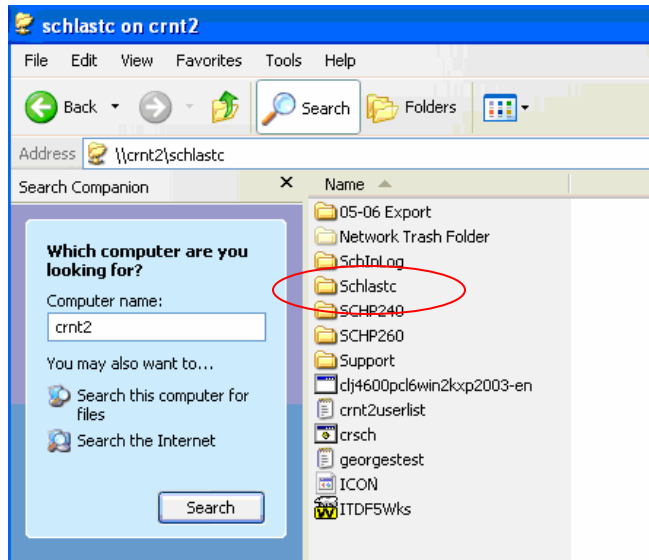 schlastc on crnt2
File Edit View Favorites Tools Help
Back Search Folders
Address \\crnt2\schlastc
Search Companion
Name
Which computer are you
looking for?
Computer name:
crnt2
You may also want to...
Search this computer for
files
Search the Internet
Search
05-06 Export
Network Trash Folder
SchIpLog
Schlastc
SCHP240
SCHP260
Support
clj4600pcl6win2kxp2003-en
crnt2userlist
crsch
georgestest
ICON
ITDF5Wks